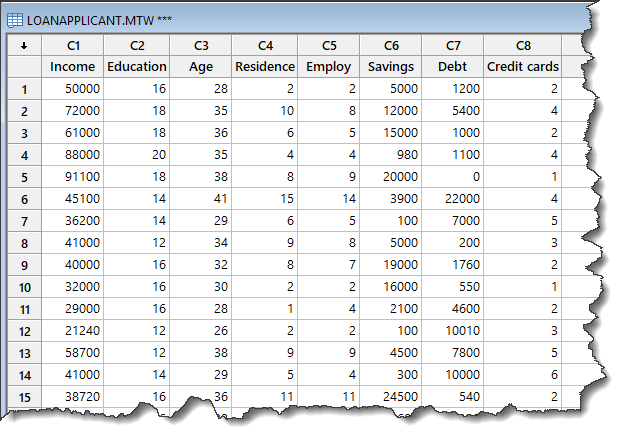 LOANAPPLICANT.MTW ***
C1 C2 C3 C4 C5 C6 C7 C8
Income Education Age Residence Employ Savings Debt Credit cards
1 50000 16 28 2 2 5000 1200 2
2 72000 18 35 10 8 12000 5400 4
3 61000 18 36 6 5 15000 1000 2
4 88000 20 35 4 4 980 1100 4
5 91100 18 38 8 9 20000 0 1
6 45100 14 41 15 14 3900 22000 4
7 36200 14 29 6 5 100 7000 5
8 41000 12 34 9 8 5000 200 3
9 40000 16 32 8 7 19000 1760 2
10 32000 16 30 2 2 16000 550 1
11 29000 16 28 1 4 2100 4600 2
12 21240 12 26 2 2 100 10010 3
13 58700 12 38 9 9 4500 7800 5
14 41000 14 29 5 4 300 10000 6
15 38720 16 36 11 11 24500 540 2